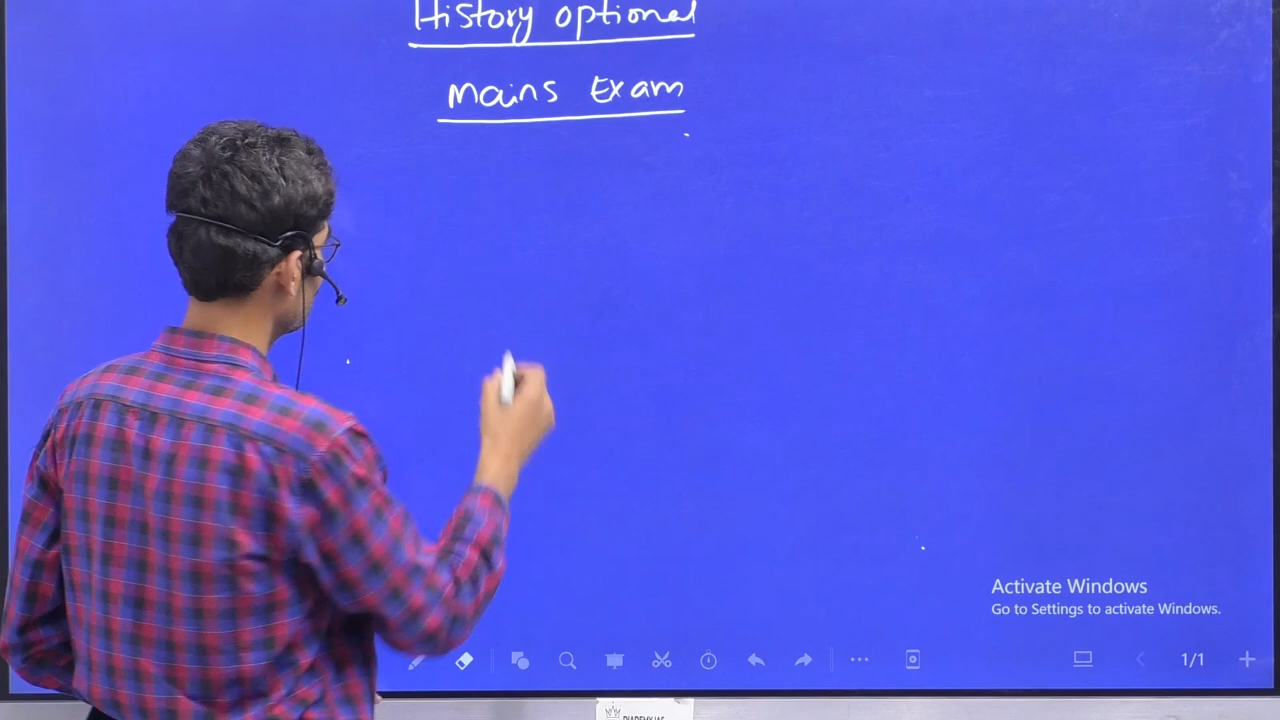 History optional
Mains Exam
Activate Windows
Go to Settings to activate Windows.
1/1